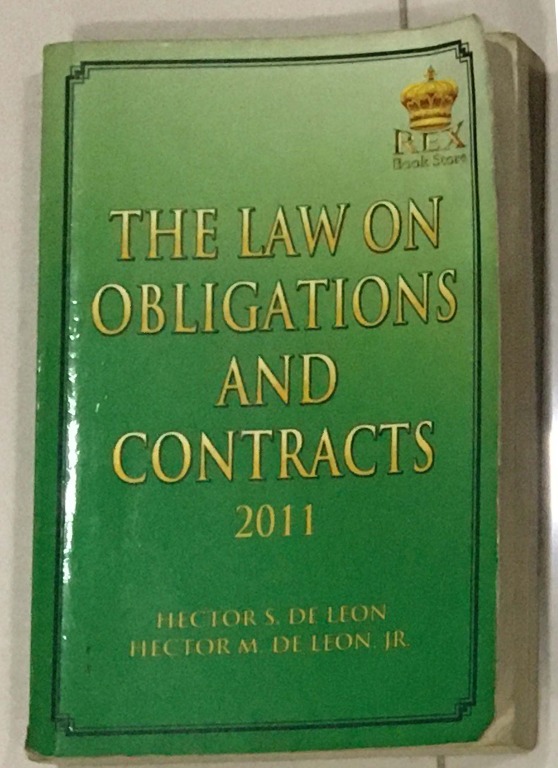 REX
Book Store
THE LAW ON
OBLIGATIONS
AND
CONTRACTS
2011
HECTOR S. DE LEON
HECTOR M. DE LEON, JR.